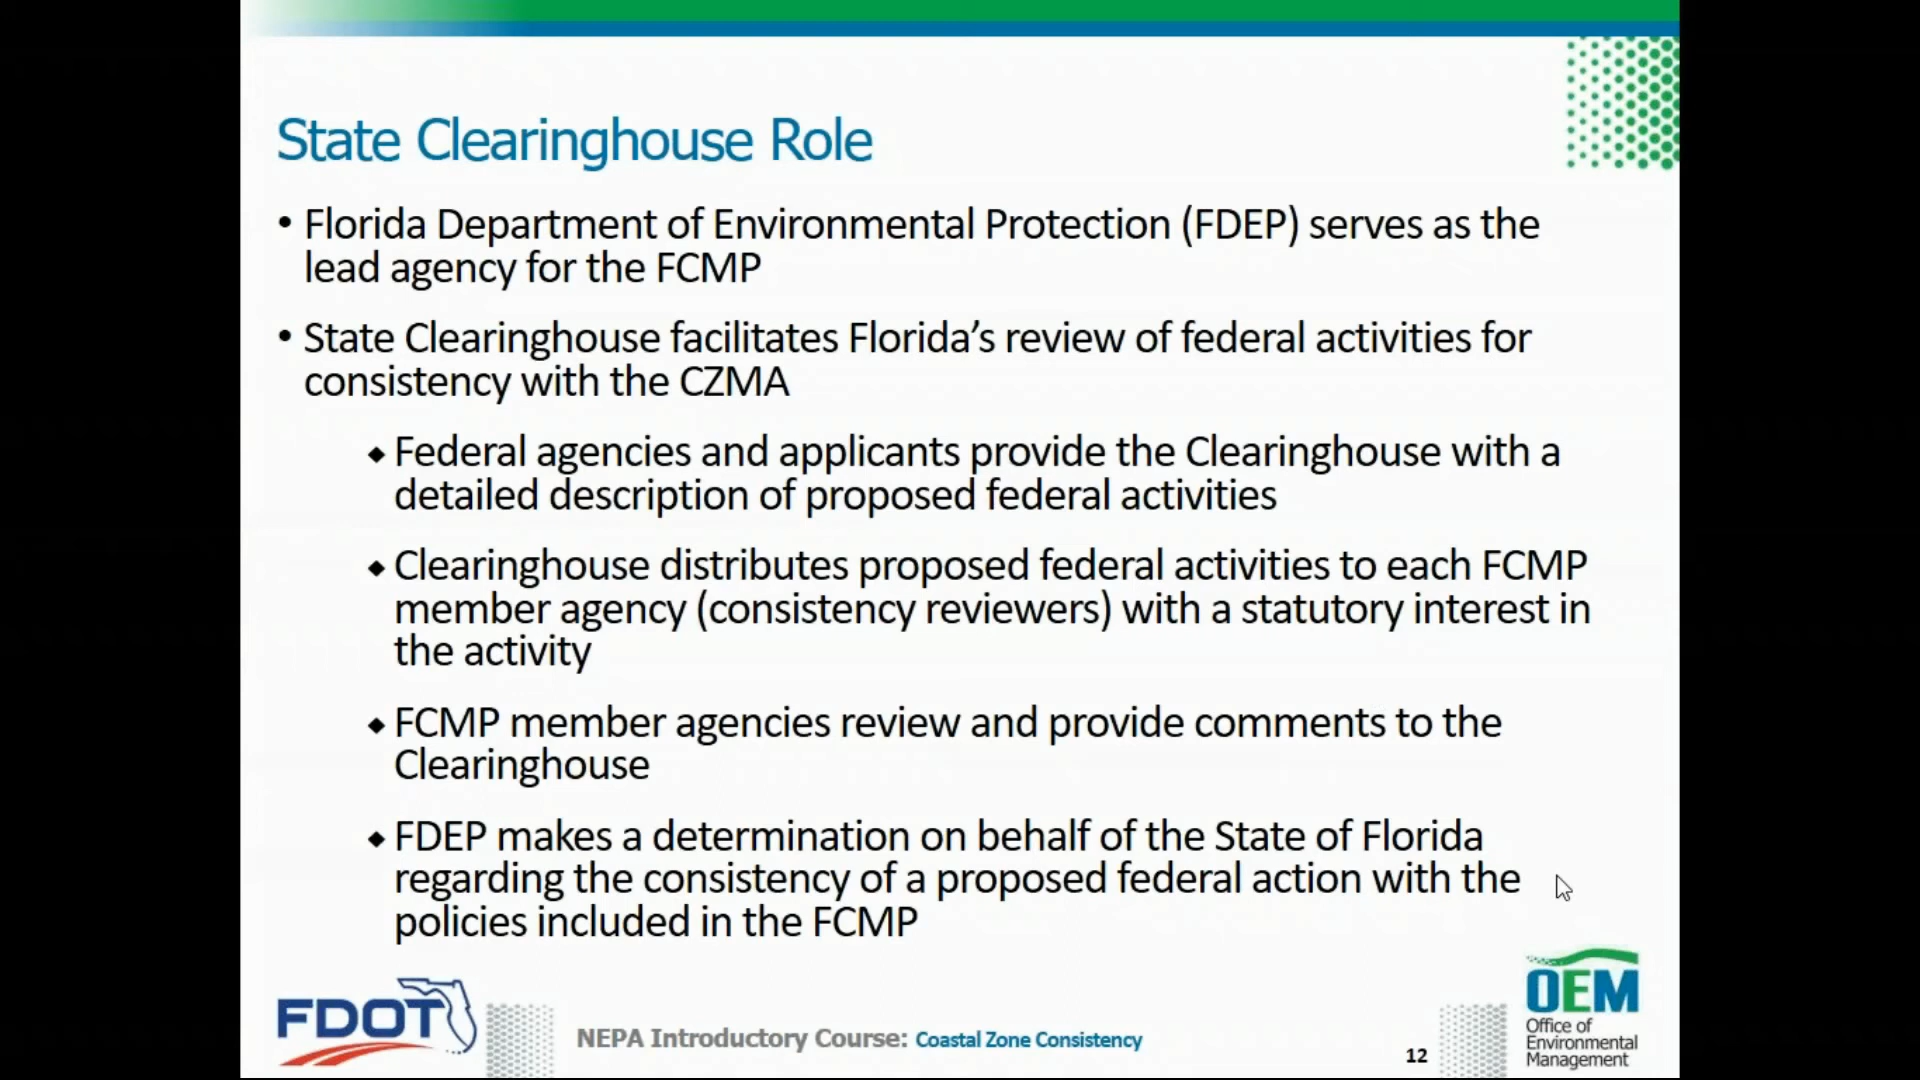 State Clearinghouse Role
• Florida Department of Environmental Protection (FDEP) serves as the
lead agency for the FCMP
• State Clearinghouse facilitates Florida’s review of federal activities for
consistency with the CZMA
◆ Federal agencies and applicants provide the Clearinghouse with a
detailed description of proposed federal activities
◆ Clearinghouse distributes proposed federal activities to each FCMP
member agency (consistency reviewers) with a statutory interest in
the activity
◆ FCMP member agencies review and provide comments to the
Clearinghouse
◆ FDEP makes a determination on behalf of the State of Florida
regarding the consistency of a proposed federal action with the
policies included in the FCMP
FDOT
NEPA Introductory Course: Coastal Zone Consistency
12
OEM
Office of
Environmental
Management